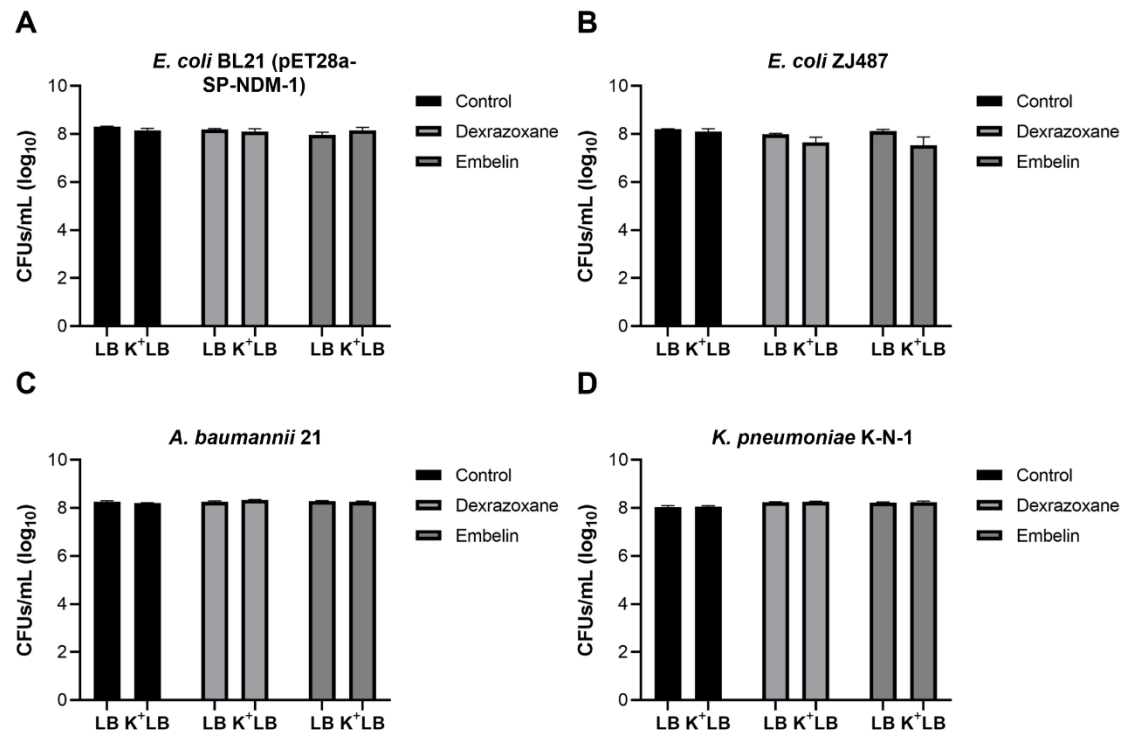 A
E. coli BL21 (pET28a-
SP-NDM-1)
CFUs/mL (log₁₀)
10
8
6
4
2
0
LB K⁺LB LB K⁺LB LB K⁺LB
Control
Dexrazoxane
Embelin
B
E. coli ZJ487
CFUs/mL (log₁₀)
10
8
6
4
2
0
LB K⁺LB LB K⁺LB LB K⁺LB
Control
Dexrazoxane
Embelin
C
A. baumannii 21
CFUs/mL (log₁₀)
10
8
6
4
2
0
LB K⁺LB LB K⁺LB LB K⁺LB
Control
Dexrazoxane
Embelin
D
K. pneumoniae K-N-1
CFUs/mL (log₁₀)
10
8
6
4
2
0
LB K⁺LB LB K⁺LB LB K⁺LB
Control
Dexrazoxane
Embelin